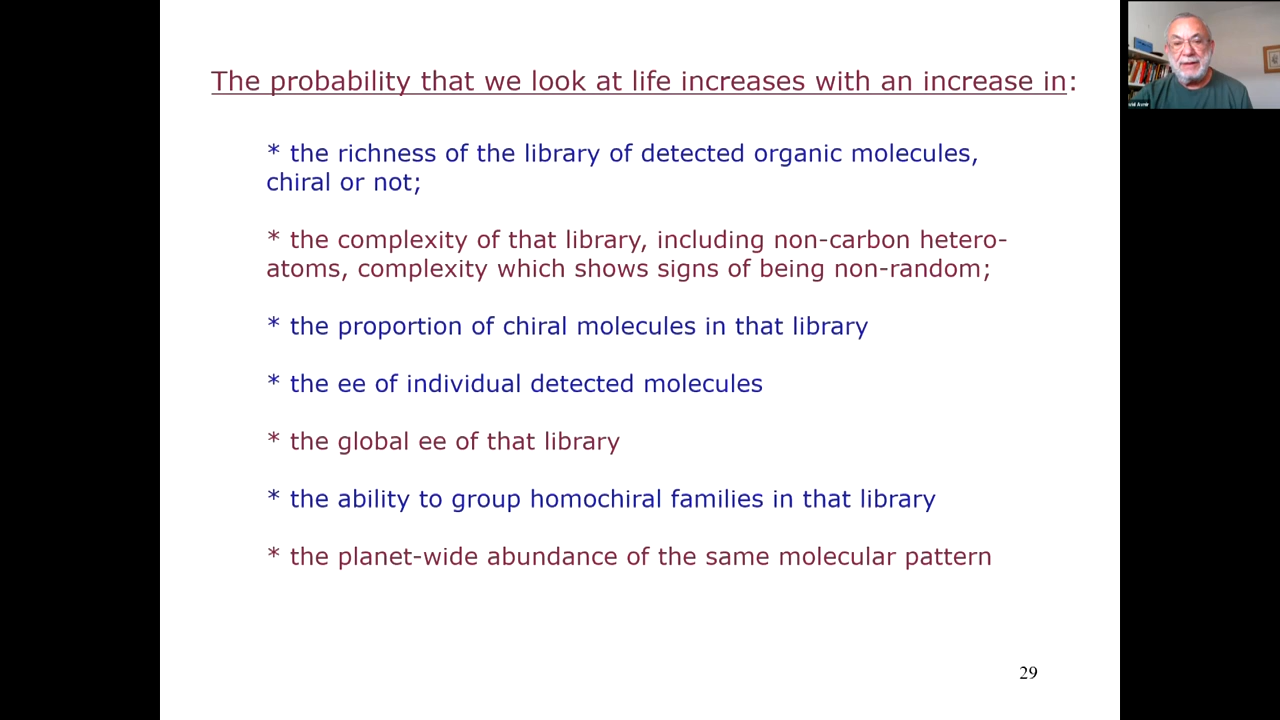 The probability that we look at life increases with an increase in:
* the richness of the library of detected organic molecules,
chiral or not;
* the complexity of that library, including non-carbon hetero-
atoms, complexity which shows signs of being non-random;
* the proportion of chiral molecules in that library
* the ee of individual detected molecules
* the global ee of that library
* the ability to group homochiral families in that library
* the planet-wide abundance of the same molecular pattern
29